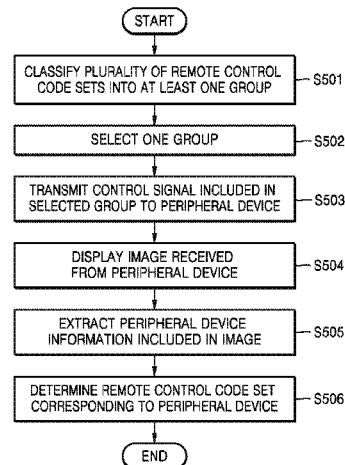 START
CLASSIFY PLURALITY OF REMOTE CONTROL
CODE SETS INTO AT LEAST ONE GROUP
S501
SELECT ONE GROUP
S502
TRANSMIT CONTROL SIGNAL INCLUDED IN
SELECTED GROUP TO PERIPHERAL DEVICE
S503
DISPLAY IMAGE RECEIVED
FROM PERIPHERAL DEVICE
S504
EXTRACT PERIPHERAL DEVICE
INFORMATION INCLUDED IN IMAGE
S505
DETERMINE REMOTE CONTROL CODE SET
CORRESPONDING TO PERIPHERAL DEVICE
S506
END